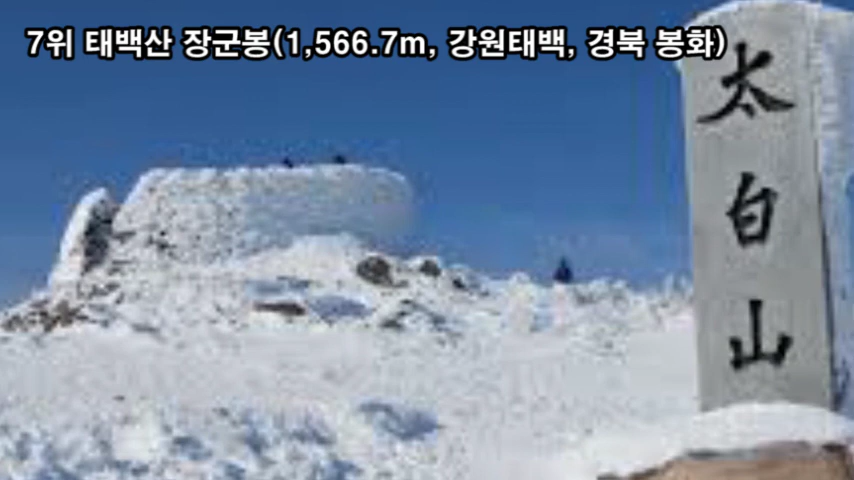 7위 태백산 장군봉(1,566.7m, 강원태백, 경북 봉화)
太
白
山